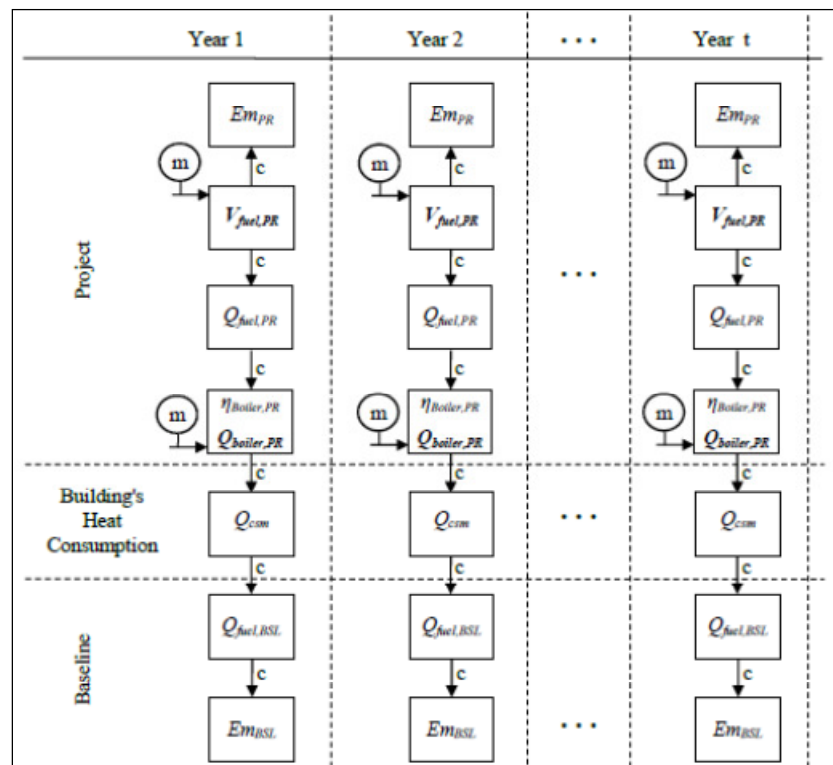 Year 1 Year 2 • • • Year t
Em_PR Em_PR Em_PR
m m m
c c c
V_fuel,PR V_fuel,PR V_fuel,PR
c c c
Project
• • •
Q_fuel,PR Q_fuel,PR Q_fuel,PR
c c c
m m m
η_Boiler,PR η_Boiler,PR η_Boiler,PR
Q_boiler,PR Q_boiler,PR Q_boiler,PR
c c c
Building's
Heat
Consumption
Q_csm Q_csm • • • Q_csm
c c c
Baseline
Q_fuel,BSL Q_fuel,BSL Q_fuel,BSL
c c c
Em_BSL Em_BSL • • • Em_BSL